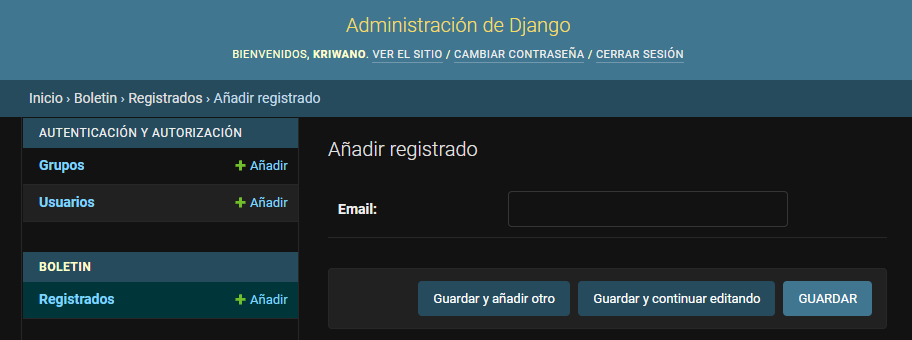 Administración de Django
BIENVENIDOS, KRIWANO. VER EL SITIO / CAMBIAR CONTRASEÑA / CERRAR SESIÓN
Inicio › Boletin › Registrados › Añadir registrado
AUTENTICACIÓN Y AUTORIZACIÓN
Grupos + Añadir
Usuarios + Añadir
BOLETIN
Registrados + Añadir
Añadir registrado
Email:
Guardar y añadir otro Guardar y continuar editando GUARDAR